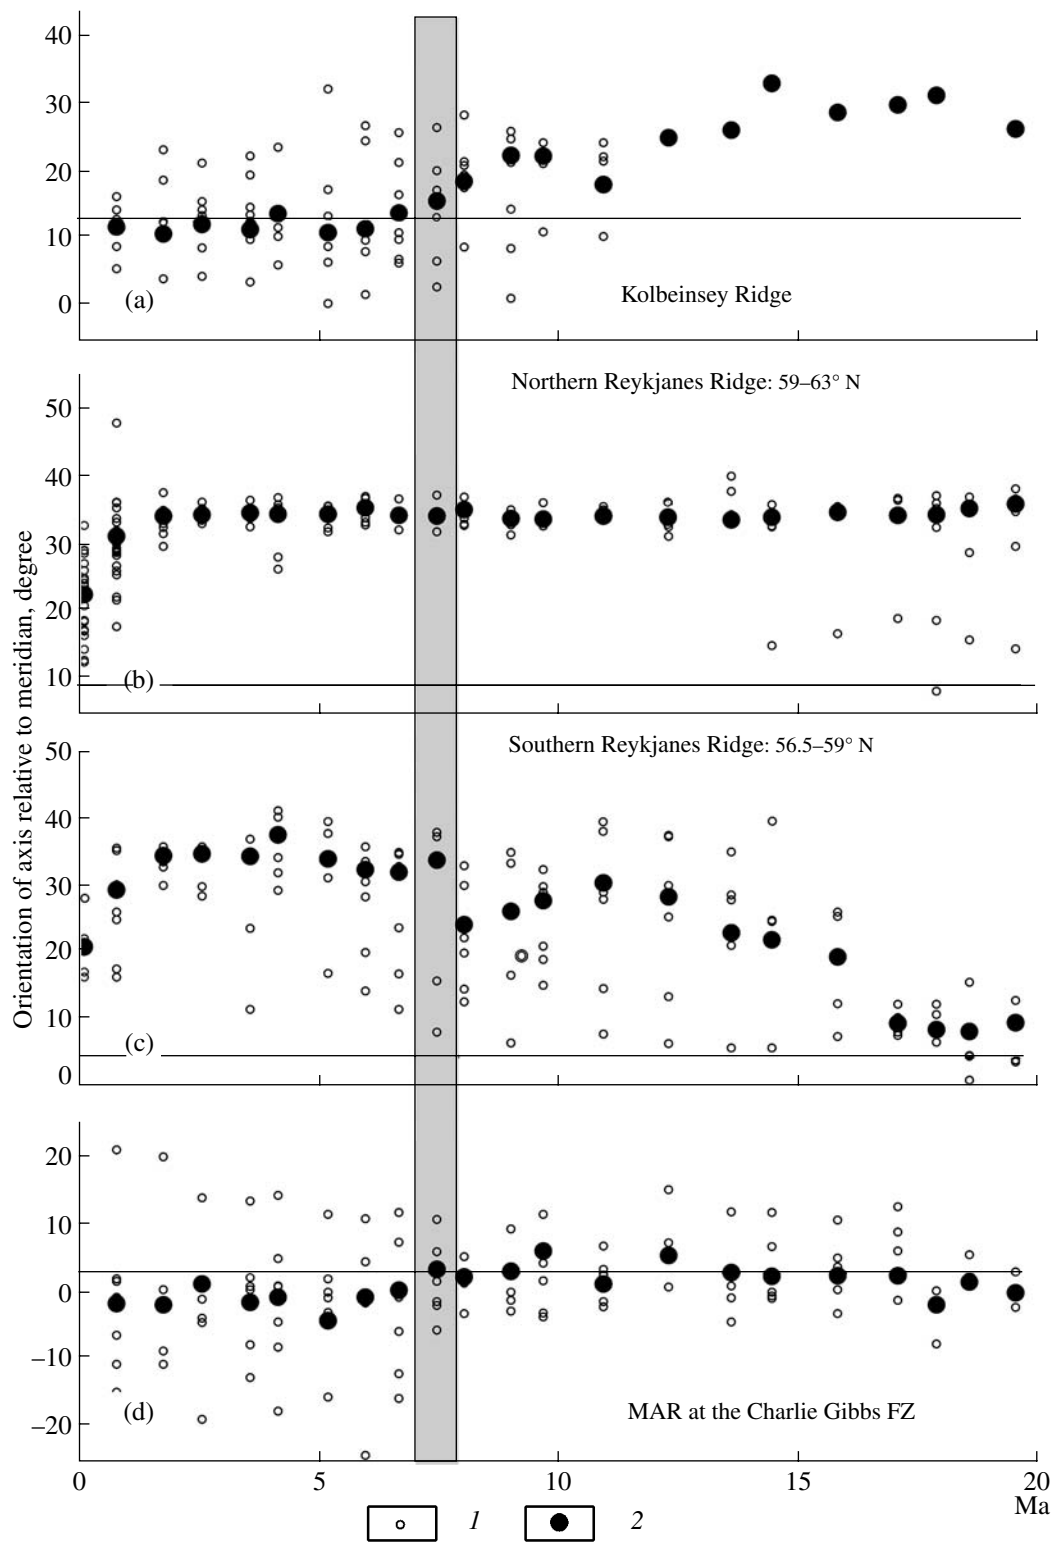 40
30
20
10
0
(a)
Kolbeinsey Ridge
Northern Reykjanes Ridge: 59–63° N
50
40
30
20
10
(b)
Orientation of axis relative to meridian, degree
Southern Reykjanes Ridge: 56.5–59° N
50
40
30
20
10
0
(c)
20
10
0
–10
–20
(d)
MAR at the Charlie Gibbs FZ
0 5 10 15 20
Ma
1 2